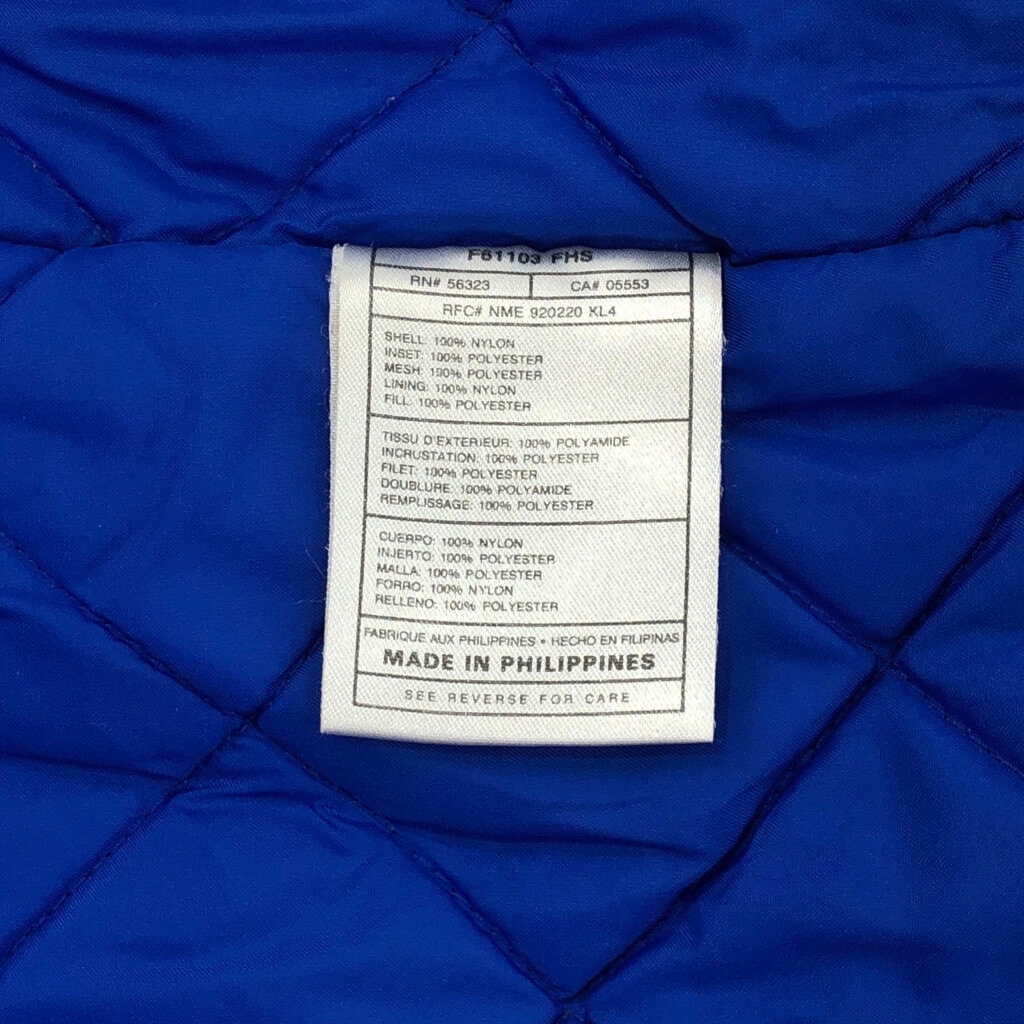 F61103 FHS
RN# 56323 CA# 05553
RFC# NME 920220 XL4
SHELL: 100% NYLON
INSET: 100% POLYESTER
MESH: 100% POLYESTER
LINING: 100% NYLON
FILL: 100% POLYESTER
TISSU D'EXTERIEUR: 100% POLYAMIDE
INCRUSTATION: 100% POLYESTER
FILET: 100% POLYESTER
DOUBLURE: 100% POLYAMIDE
REMPLISSAGE: 100% POLYESTER
CUERPO: 100% NYLON
INJERTO: 100% POLYESTER
MALLA: 100% POLYESTER
FORRO: 100% NYLON
RELLENO: 100% POLYESTER
FABRIQUE AUX PHILIPPINES • HECHO EN FILIPINAS
MADE IN PHILIPPINES
SEE REVERSE FOR CARE